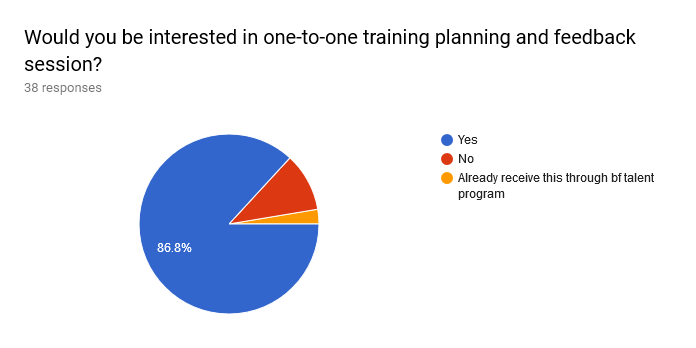 Would you be interested in one-to-one training planning and feedback
session?
38 responses
Yes
No
Already receive this through bf talent
program
86.8%